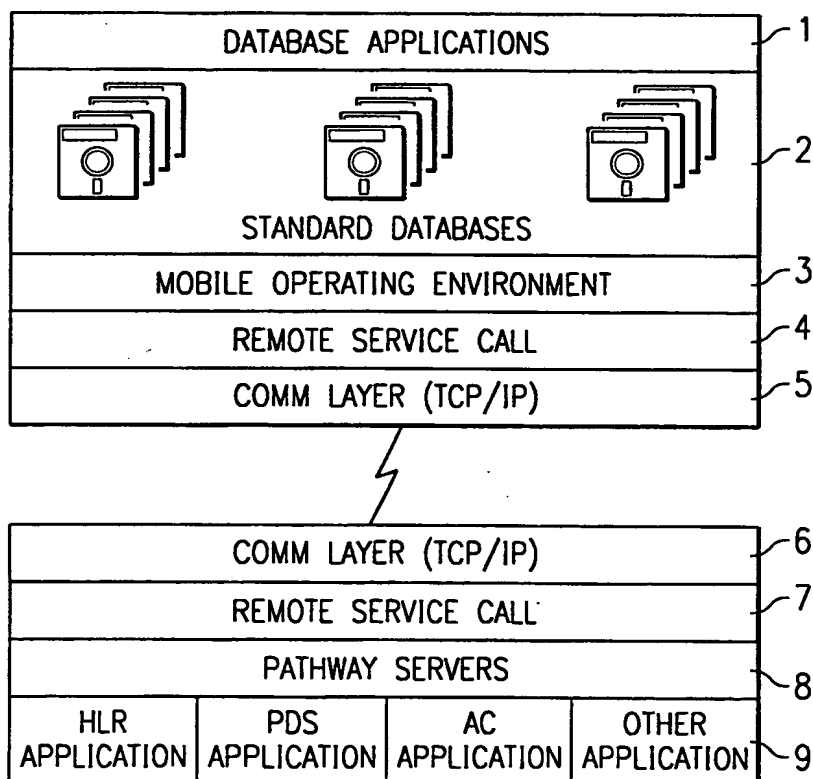 DATABASE APPLICATIONS 1
2
STANDARD DATABASES
MOBILE OPERATING ENVIRONMENT 3
REMOTE SERVICE CALL 4
COMM LAYER (TCP/IP) 5
COMM LAYER (TCP/IP) 6
REMOTE SERVICE CALL 7
PATHWAY SERVERS 8
HLR APPLICATION
PDS APPLICATION
AC APPLICATION
OTHER APPLICATION
9